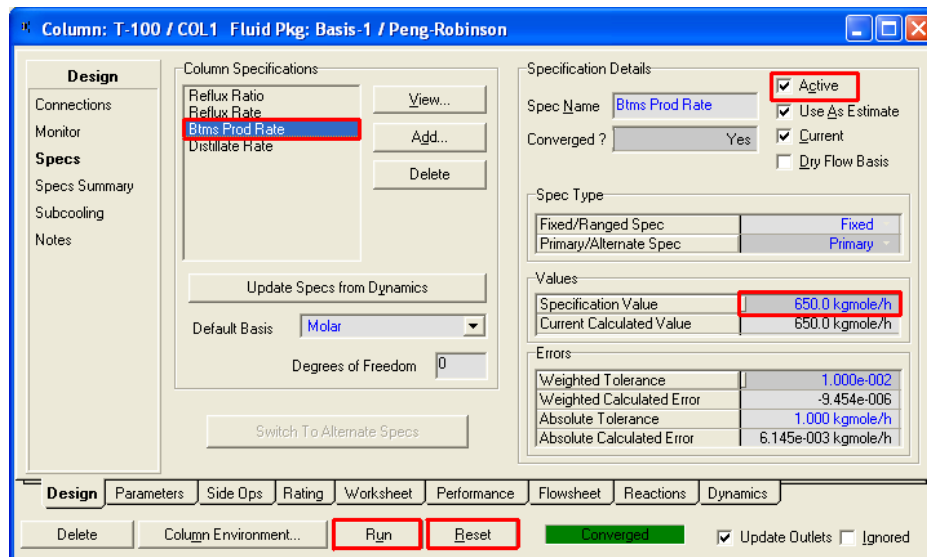 Column: T-100 / COL1 Fluid Pkg: Basis-1 / Peng-Robinson
Design
Connections
Monitor
Specs
Specs Summary
Subcooling
Notes
Column Specifications
Reflux Ratio
Reflux Rate
Btms Prod Rate
Distillate Rate
View...
Add...
Delete
Update Specs from Dynamics
Default Basis Molar
Degrees of Freedom 0
Switch To Alternate Specs
Specification Details
Spec Name Btms Prod Rate
Converged ? Yes
Active
Use As Estimate
Current
Dry Flow Basis
Spec Type
Fixed/Ranged Spec Fixed
Primary/Alternate Spec Primary
Values
Specification Value 650.0 kgmole/h
Current Calculated Value 650.0 kgmole/h
Errors
Weighted Tolerance 1.000e-002
Weighted Calculated Error -9.454e-006
Absolute Tolerance 1.000 kgmole/h
Absolute Calculated Error 6.145e-003 kgmole/h
Design Parameters Side Ops Rating Worksheet Performance Flowsheet Reactions Dynamics
Delete Column Environment... Run Reset Converged Update Outlets Ignored